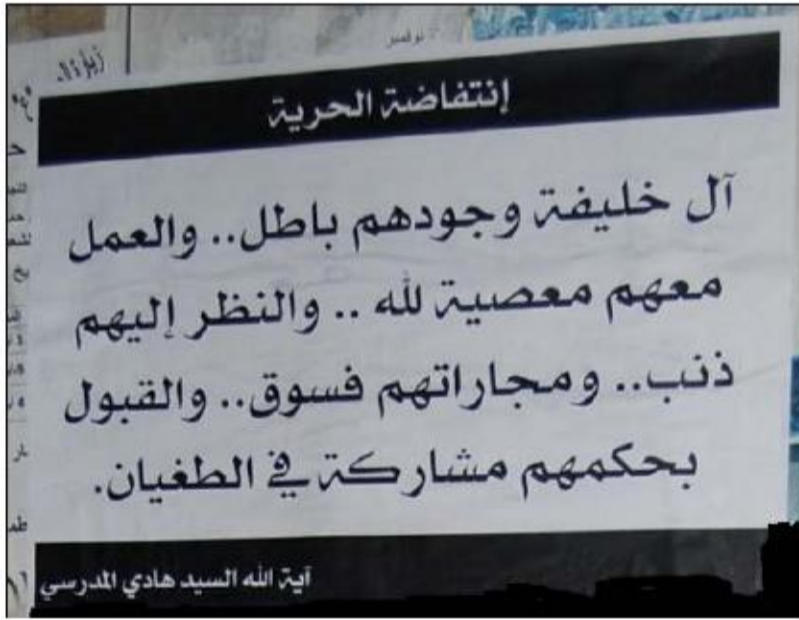 نوفمبر
إنتفاضة الحرية
آل خليفة وجودهم باطل.. والعمل
معهم معصية لله .. والنظر إليهم
ذنب.. ومجاراتهم فسوق.. والقبول
بحكمهم مشاركة في الطغيان.
آية الله السيد هادي المدرسي